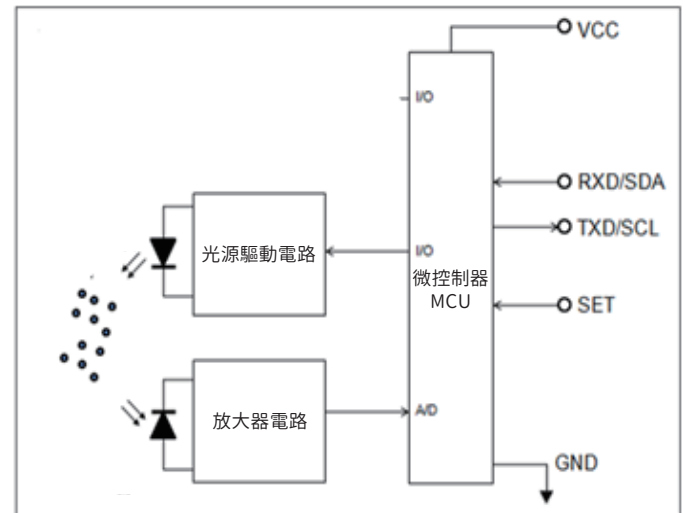 VCC
I/O
RXD/SDA
TXD/SCL
光源驅動電路
I/O
微控制器
MCU
SET
放大器電路
A/D
GND